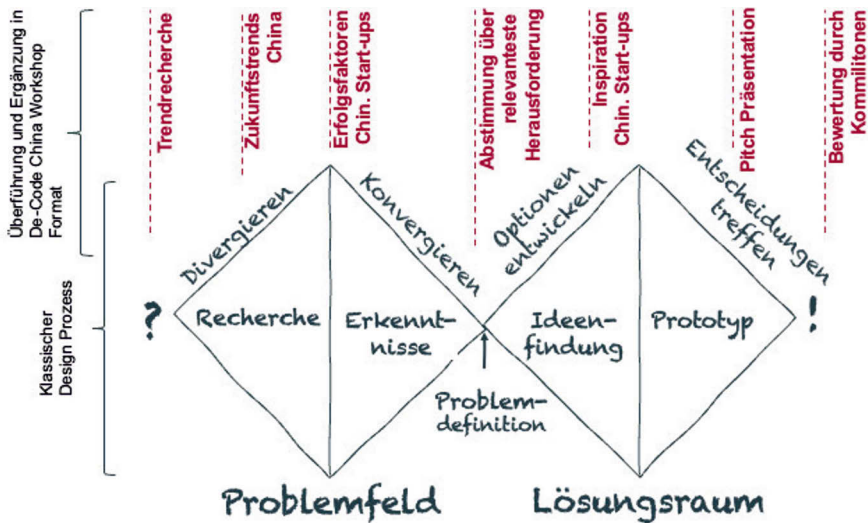 Überführung und Ergänzung in
De-Code China Workshop
Format
Trendrecherche
Zukunftstrends
China
Erfolgsfaktoren
Chin. Start-ups
Abstimmung über
relevanteste
Herausforderung
Inspiration
Chin. Start-ups
Pitch Präsentation
Bewertung durch
Kommilitonen
Klassischer
Design Prozess
Divergieren
Konvergieren
Optionen
entwickeln
Entscheidungen
treffen
?
Recherche
Erkennt-
nisse
Ideen-
findung
Prototyp
!
Problem-
definition
Problemfeld
Lösungsraum